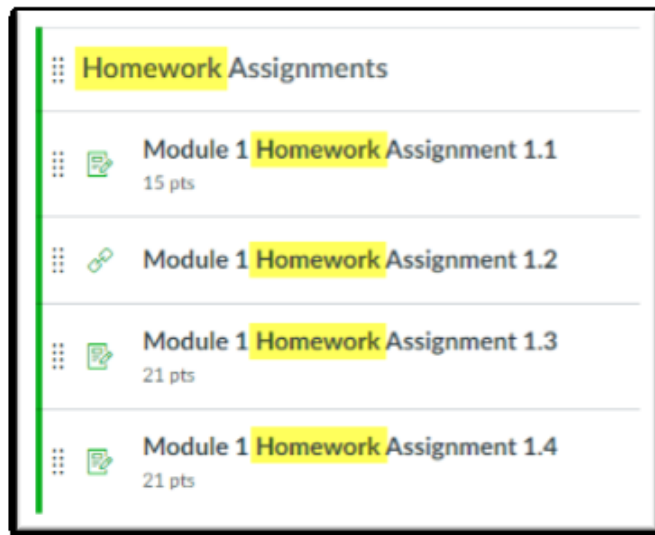 Homework Assignments
Module 1 Homework Assignment 1.1
15 pts
Module 1 Homework Assignment 1.2
Module 1 Homework Assignment 1.3
21 pts
Module 1 Homework Assignment 1.4
21 pts